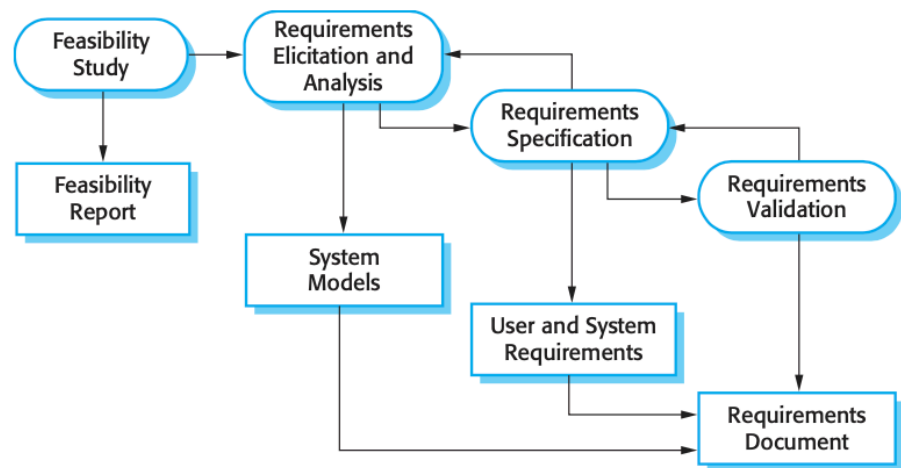 Feasibility
Study
Requirements
Elicitation and
Analysis
Requirements
Specification
Requirements
Validation
Feasibility
Report
System
Models
User and System
Requirements
Requirements
Document